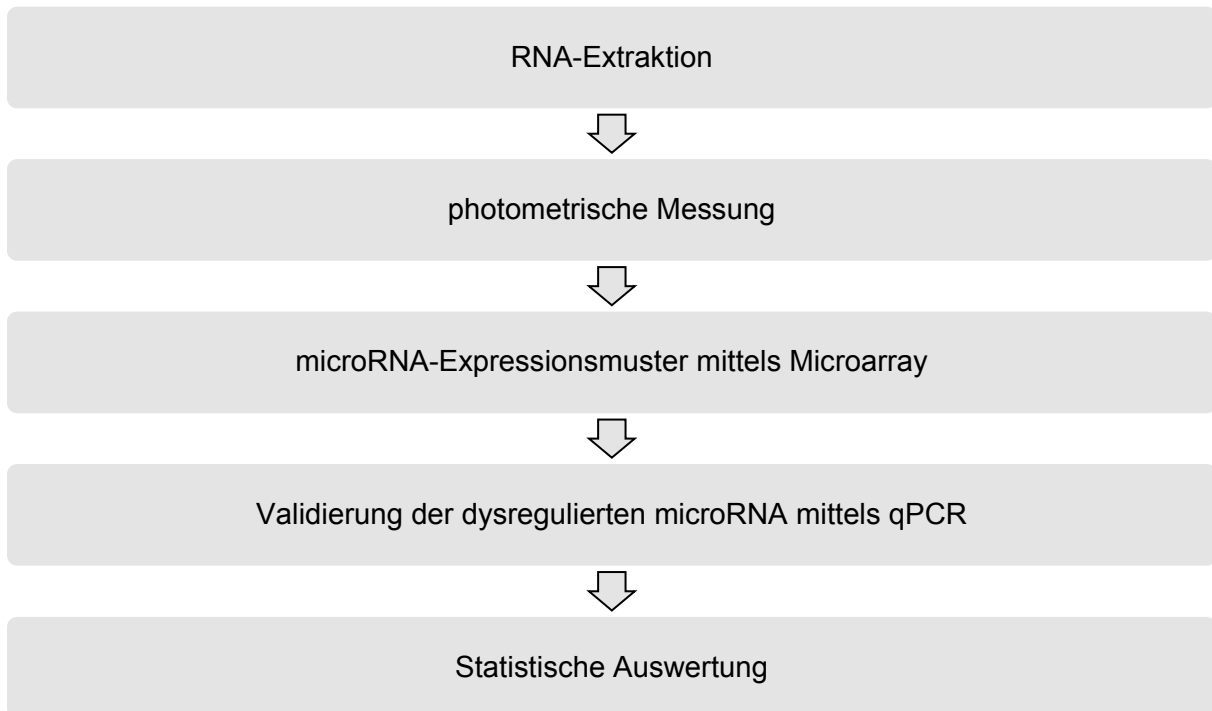 RNA-Extraktion
photometrische Messung
microRNA-Expressionsmuster mittels Microarray
Validierung der dysregulierten microRNA mittels qPCR
Statistische Auswertung